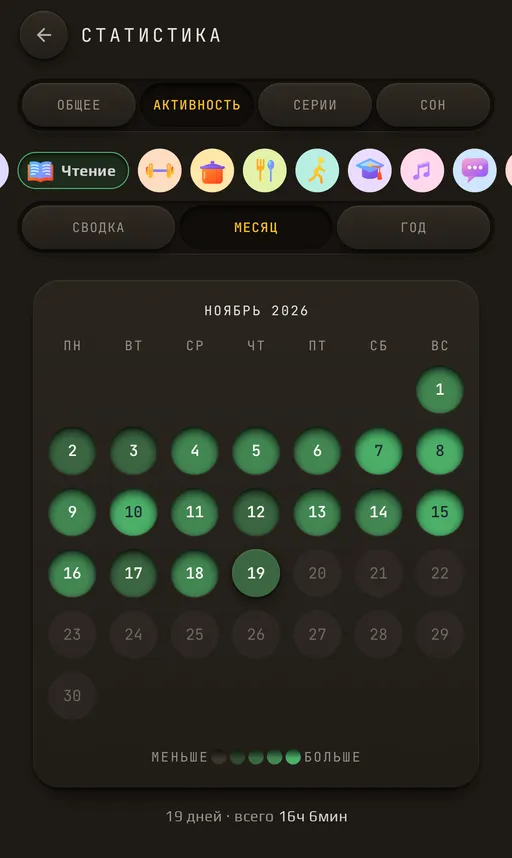 СТАТИСТИКА
ОБЩЕЕ АКТИВНОСТЬ СЕРИИ СОН
Чтение
СВОДКА МЕСЯЦ ГОД
НОЯБРЬ 2026
ПН ВТ СР ЧТ ПТ СБ ВС
1
2 3 4 5 6 7 8
9 10 11 12 13 14 15
16 17 18 19 20 21 22
23 24 25 26 27 28 29
30
МЕНЬШЕ БОЛЬШЕ
19 дней · всего 16ч 6мин